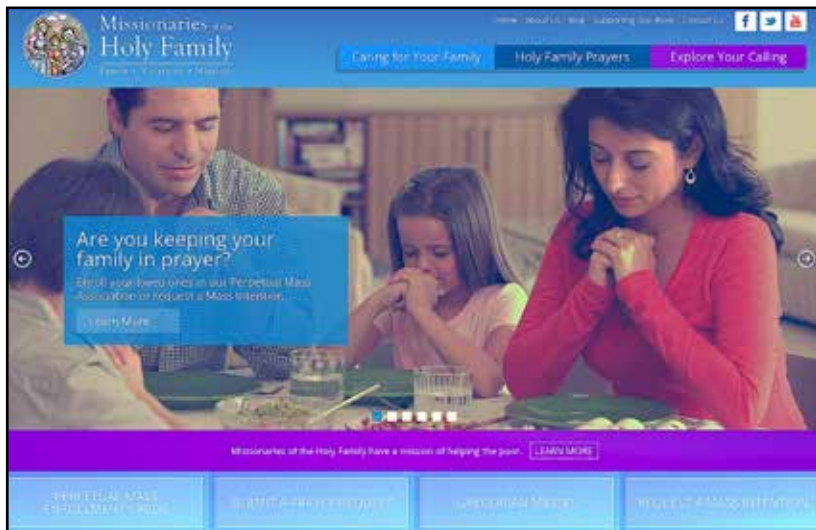 Missionaries of the
Holy Family
Home About Us Blog Supporting Our Work Contact Us
Caring for Your Family
Holy Family Prayers
Explore Your Calling
Are you keeping your
family in prayer?
Enroll your loved ones in our Perpetual Mass
Association or request a Mass Intention.
Learn More
Missionaries of the Holy Family have a mission of helping the poor.
LEARN MORE
PERPETUAL MASS
ENROLLMENT CARDS
SUBMIT A PRAYER REQUEST
GREGORIAN MASSES
REQUEST A MASS INTENTION